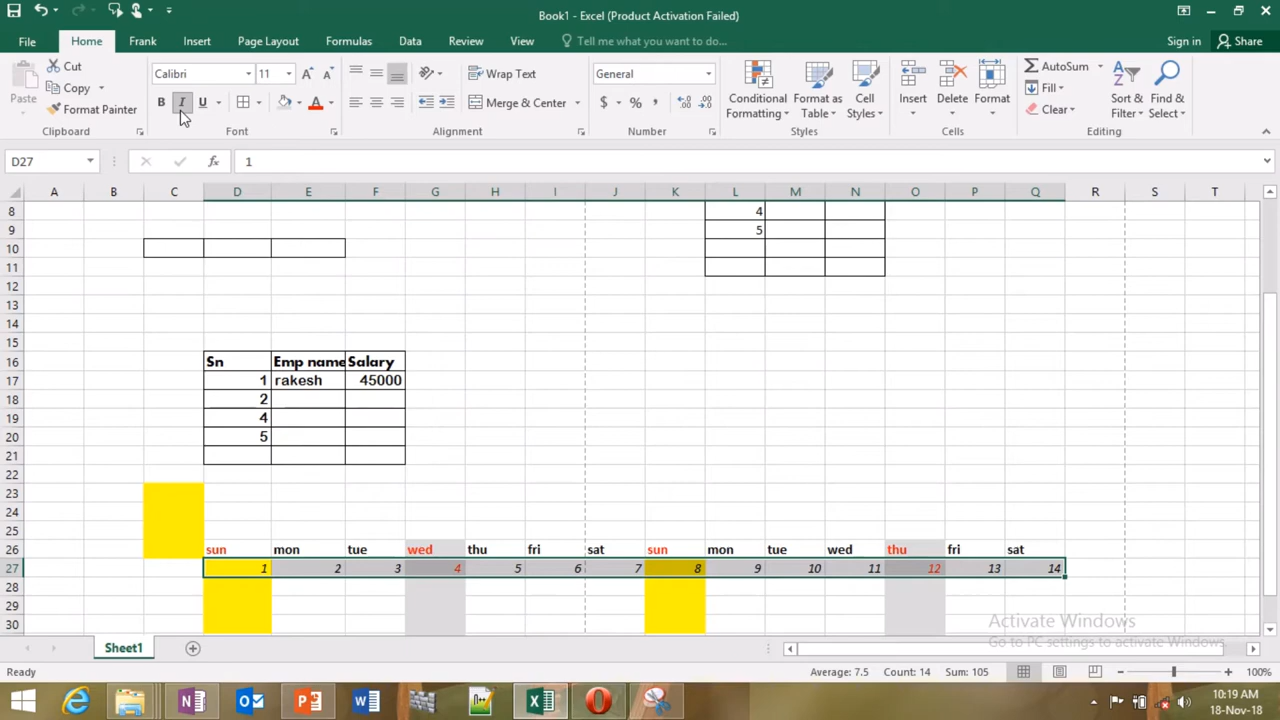 Book1 - Excel (Product Activation Failed)
File Home Frank Insert Page Layout Formulas Data Review View Tell me what you want to do... Sign in Share
Paste Cut Copy Format Painter Clipboard
Calibri 11 A A B I U A Font
Wrap Text Merge & Center Alignment
General $ % , Number
Conditional Formatting Format as Table Cell Styles Styles
Insert Delete Format Cells
AutoSum Fill Clear Sort & Filter Find & Select Editing
D27 fx 1
A B C D E F G H I J K L M N O P Q R S T
8 4
9 5
10
11
12
13
14
15
16 Sn Emp name Salary
17 1 rakesh 45000
18 2
19 4
20 5
21
22
23
24
25
26 sun mon tue wed thu fri sat sun mon tue wed thu fri sat
27 1 2 3 4 5 6 7 8 9 10 11 12 13 14
28
29
30
Activate Windows
Go to PC settings to activate Windows.
Sheet1
Ready Average: 7.5 Count: 14 Sum: 105 100%
10:19 AM
18-Nov-18